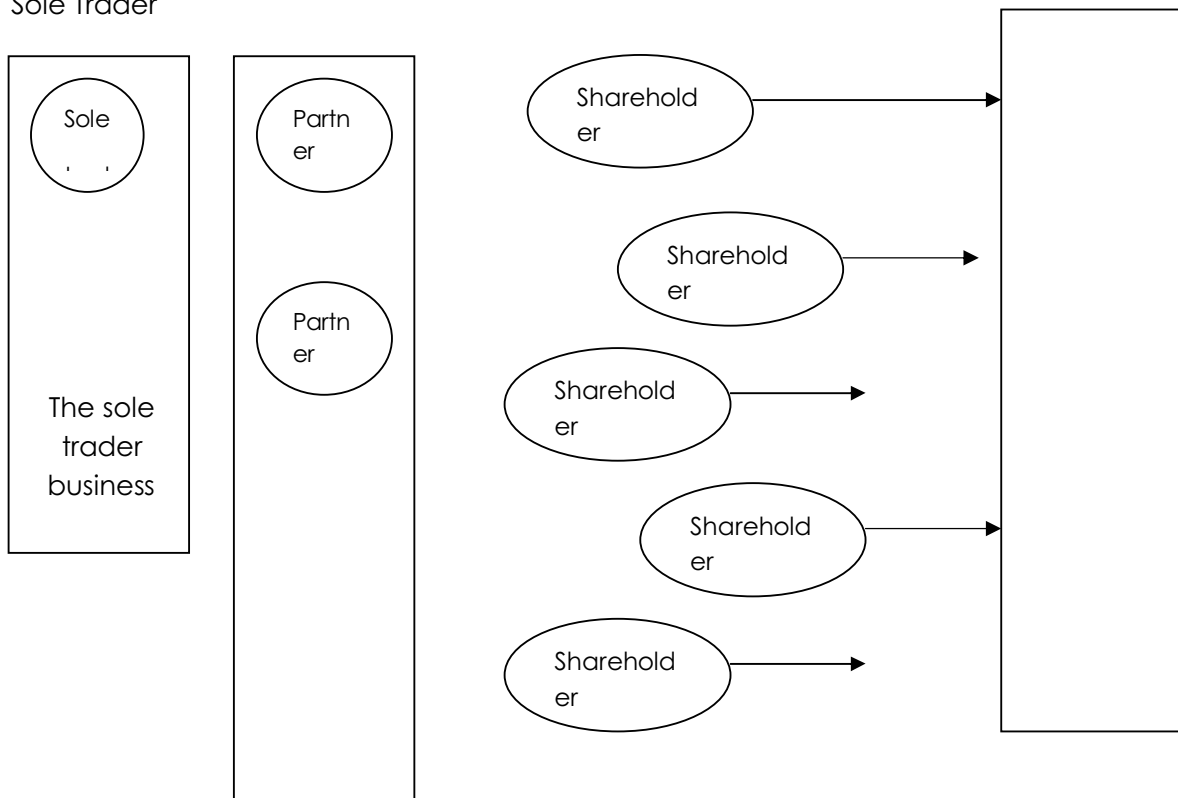 Sole Trader
Sole
Partn
er
Partn
er
The sole
trader
business
Sharehold
er
Sharehold
er
Sharehold
er
Sharehold
er
Sharehold
er